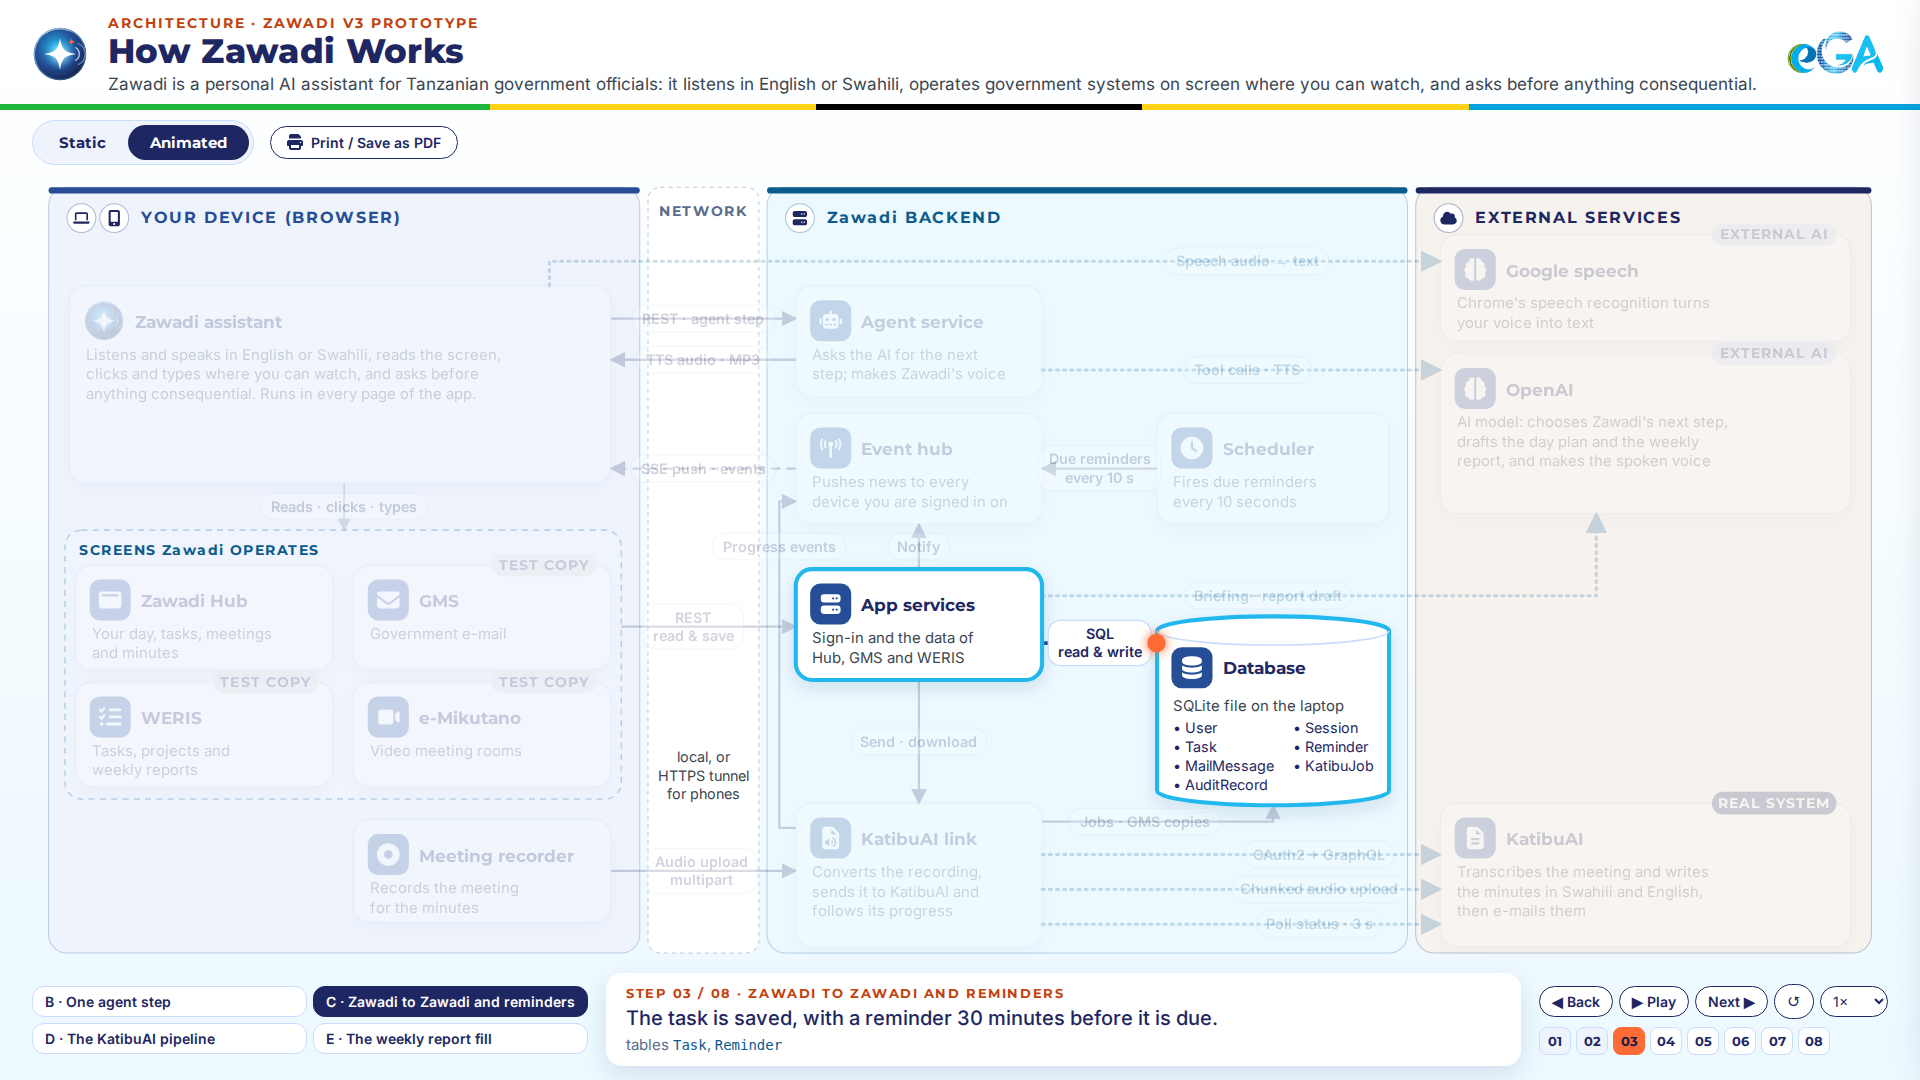 ARCHITECTURE · ZAWADI V3 PROTOTYPE
How Zawadi Works
Zawadi is a personal AI assistant for Tanzanian government officials: it listens in English or Swahili, operates government systems on screen where you can watch, and asks before anything consequential.
eGA
Static
Animated
Print / Save as PDF
YOUR DEVICE (BROWSER)
NETWORK
Zawadi BACKEND
EXTERNAL SERVICES
Speech audio → text
EXTERNAL AI
Google speech
Chrome's speech recognition turns
your voice into text
Zawadi assistant
Listens and speaks in English or Swahili, reads the screen,
clicks and types where you can watch, and asks before
anything consequential. Runs in every page of the app.
REST · agent step
TTS audio · MP3
Agent service
Asks the AI for the next
step; makes Zawadi's voice
Tool calls · TTS
EXTERNAL AI
OpenAI
AI model: chooses Zawadi's next step,
drafts the day plan and the weekly
report, and makes the spoken voice
SSE push · events
Event hub
Pushes news to every
device you are signed in on
Due reminders
every 10 s
Scheduler
Fires due reminders
every 10 seconds
Reads · clicks · types
Progress events
Notify
SCREENS Zawadi OPERATES
Zawadi Hub
Your day, tasks, meetings
and minutes
TEST COPY
GMS
Government e-mail
TEST COPY
WERIS
Tasks, projects and
weekly reports
TEST COPY
e-Mikutano
Video meeting rooms
REST
read & save
App services
Sign-in and the data of
Hub, GMS and WERIS
Briefing · report draft
SQL
read & write
Database
SQLite file on the laptop
• User
• Task
• MailMessage
• AuditRecord
• Session
• Reminder
• KatibuJob
local, or
HTTPS tunnel
for phones
Send · download
Meeting recorder
Records the meeting
for the minutes
Audio upload
multipart
KatibuAI link
Converts the recording,
sends it to KatibuAI and
follows its progress
Jobs · GMS copies
OAuth2 + GraphQL
Chunked audio upload
Poll status · 3 s
REAL SYSTEM
KatibuAI
Transcribes the meeting and writes
the minutes in Swahili and English,
then e-mails them
B · One agent step
C · Zawadi to Zawadi and reminders
D · The KatibuAI pipeline
E · The weekly report fill
STEP 03 / 08 · ZAWADI TO ZAWADI AND REMINDERS
The task is saved, with a reminder 30 minutes before it is due.
tables Task, Reminder
◀ Back
▶ Play
Next ▶
↺
1×
01
02
03
04
05
06
07
08